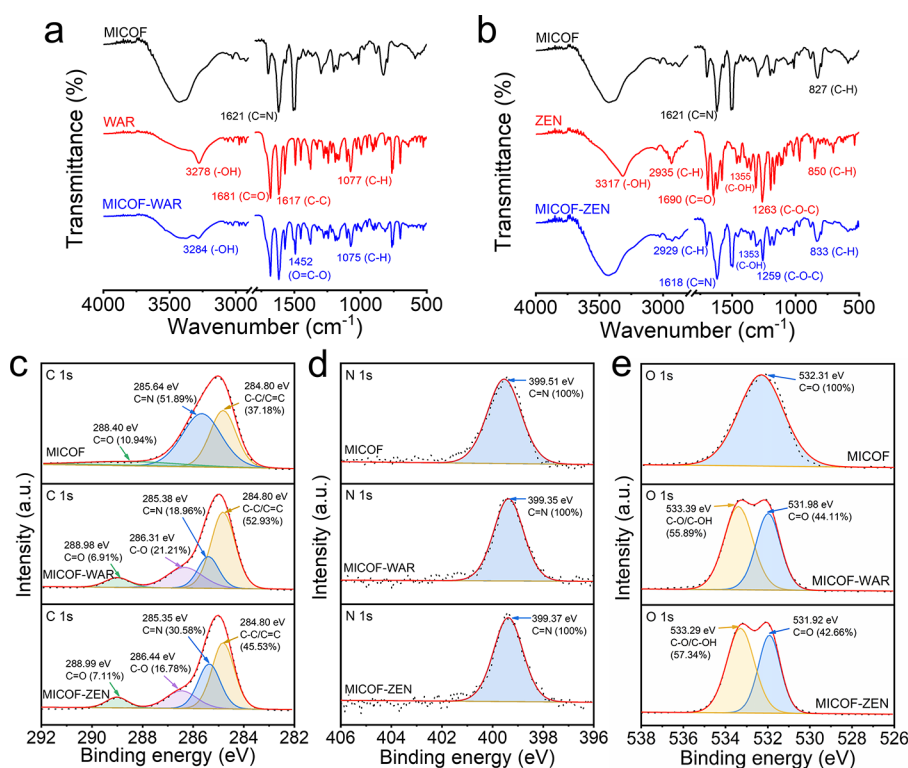 a
MICOF
Transmittance (%)
1621 (C=N)
WAR
3278 (-OH)
1681 (C=O)
1617 (C-C)
1077 (C-H)
MICOF-WAR
3284 (-OH)
1452
(O=C-O)
1075 (C-H)
4000 3500 3000 1500 1000 500
Wavenumber (cm⁻¹)
b
MICOF
Transmittance (%)
1621 (C=N)
827 (C-H)
ZEN
3317 (-OH)
2935 (C-H)
1690 (C=O)
1355
(C-OH)
1263 (C-O-C)
850 (C-H)
MICOF-ZEN
2929 (C-H)
1618 (C=N)
1353
(C-OH)
1259 (C-O-C)
833 (C-H)
4000 3500 3000 1500 1000 500
Wavenumber (cm⁻¹)
c
Intensity (a.u.)
C 1s
285.64 eV
C=N (51.89%)
284.80 eV
C-C/C=C
(37.18%)
288.40 eV
C=O (10.94%)
MICOF
C 1s
285.38 eV
C=N (18.96%)
284.80 eV
C-C/C=C
(52.93%)
288.98 eV
C=O (6.91%)
286.31 eV
C-O (21.21%)
MICOF-WAR
C 1s
285.35 eV
C=N (30.58%)
284.80 eV
C-C/C=C
(45.53%)
288.99 eV
C=O (7.11%)
286.44 eV
C-O (16.78%)
MICOF-ZEN
292 290 288 286 284 282
Binding energy (eV)
d
Intensity (a.u.)
N 1s
399.51 eV
C=N (100%)
MICOF
N 1s
399.35 eV
C=N (100%)
MICOF-WAR
N 1s
399.37 eV
C=N (100%)
MICOF-ZEN
406 404 402 400 398 396
Binding energy (eV)
e
Intensity (a.u.)
O 1s
532.31 eV
C=O (100%)
MICOF
O 1s
533.39 eV
C-O/C-OH
(55.89%)
531.98 eV
C=O (44.11%)
MICOF-WAR
O 1s
533.29 eV
C-O/C-OH
(57.34%)
531.92 eV
C=O (42.66%)
MICOF-ZEN
538 536 534 532 530 528 526
Binding energy (eV)